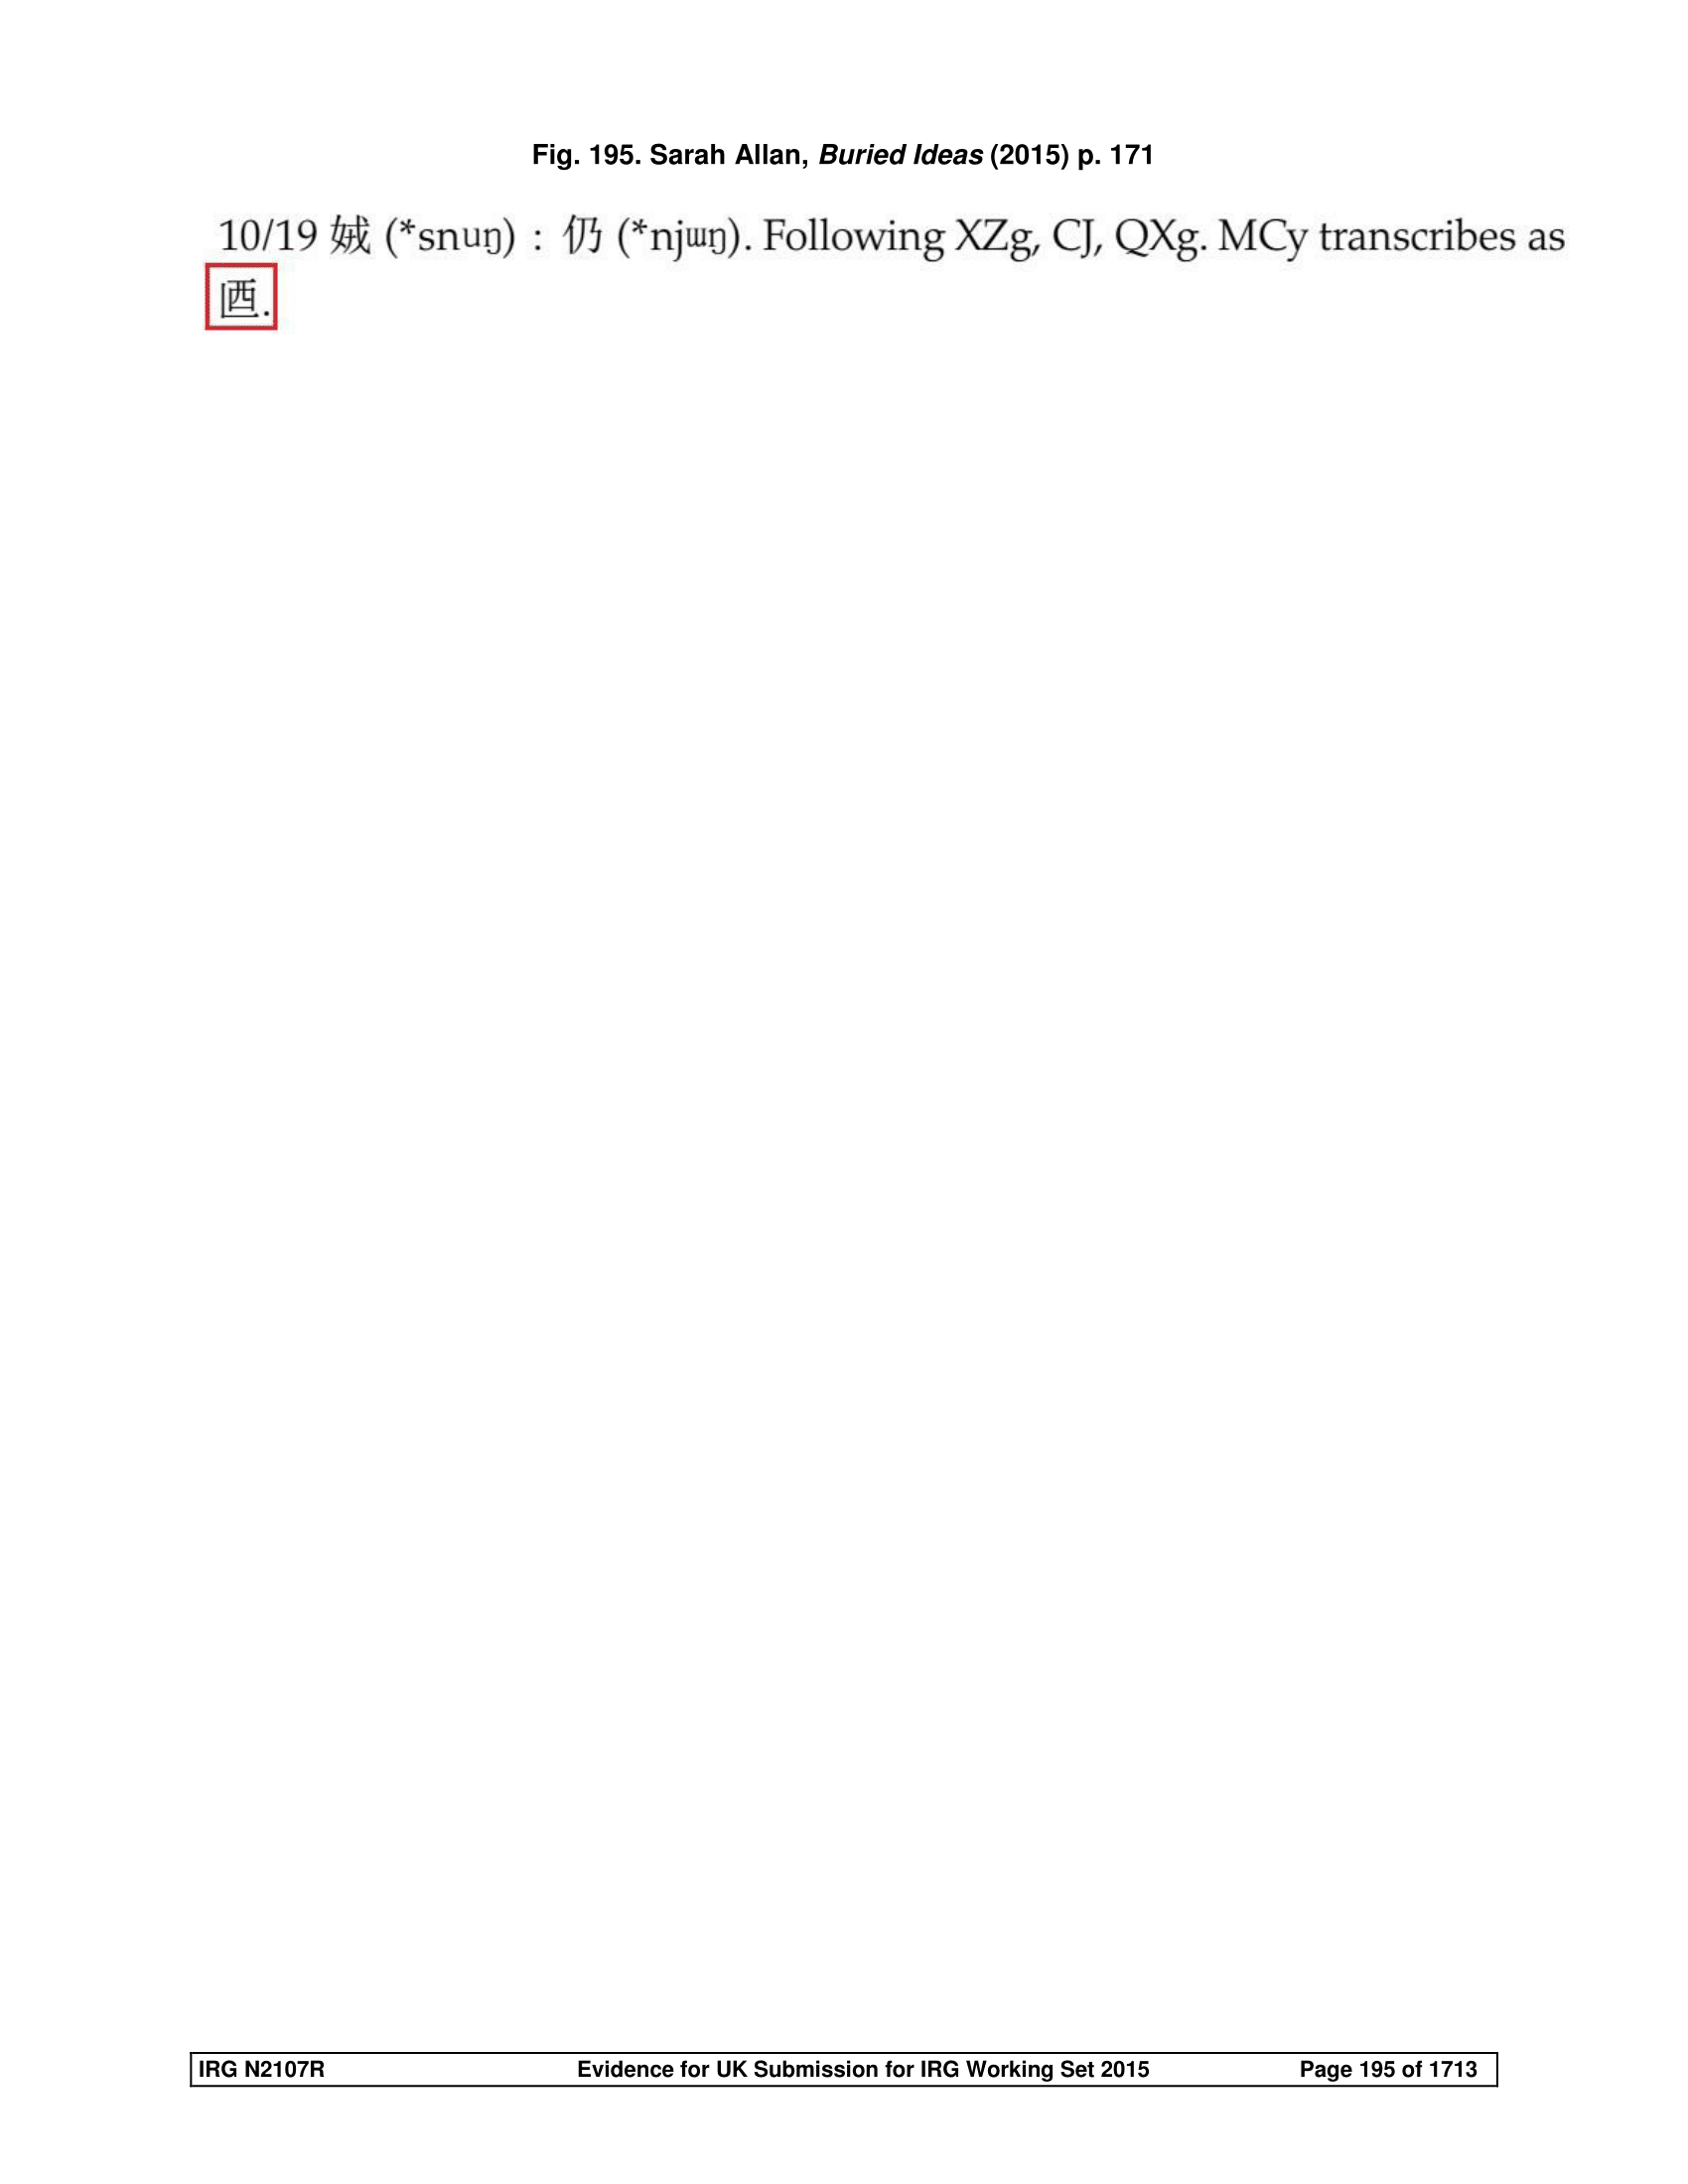 Fig. 195. Sarah Allan, Buried Ideas (2015) p. 171
10/19 娀 (*snuŋ) : 仍 (*njɯŋ). Following XZg, CJ, QXg. MCy transcribes as
.
IRG N2107R Evidence for UK Submission for IRG Working Set 2015 Page 195 of 1713